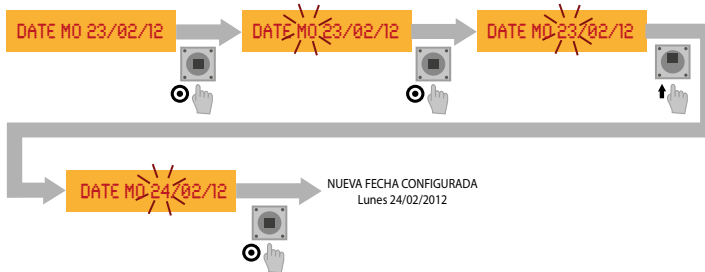 DATE MO 23/02/12
DATE MO 23/02/12
DATE MO 23/02/12
DATE MO 24/02/12
NUEVA FECHA CONFIGURADA
Lunes 24/02/2012